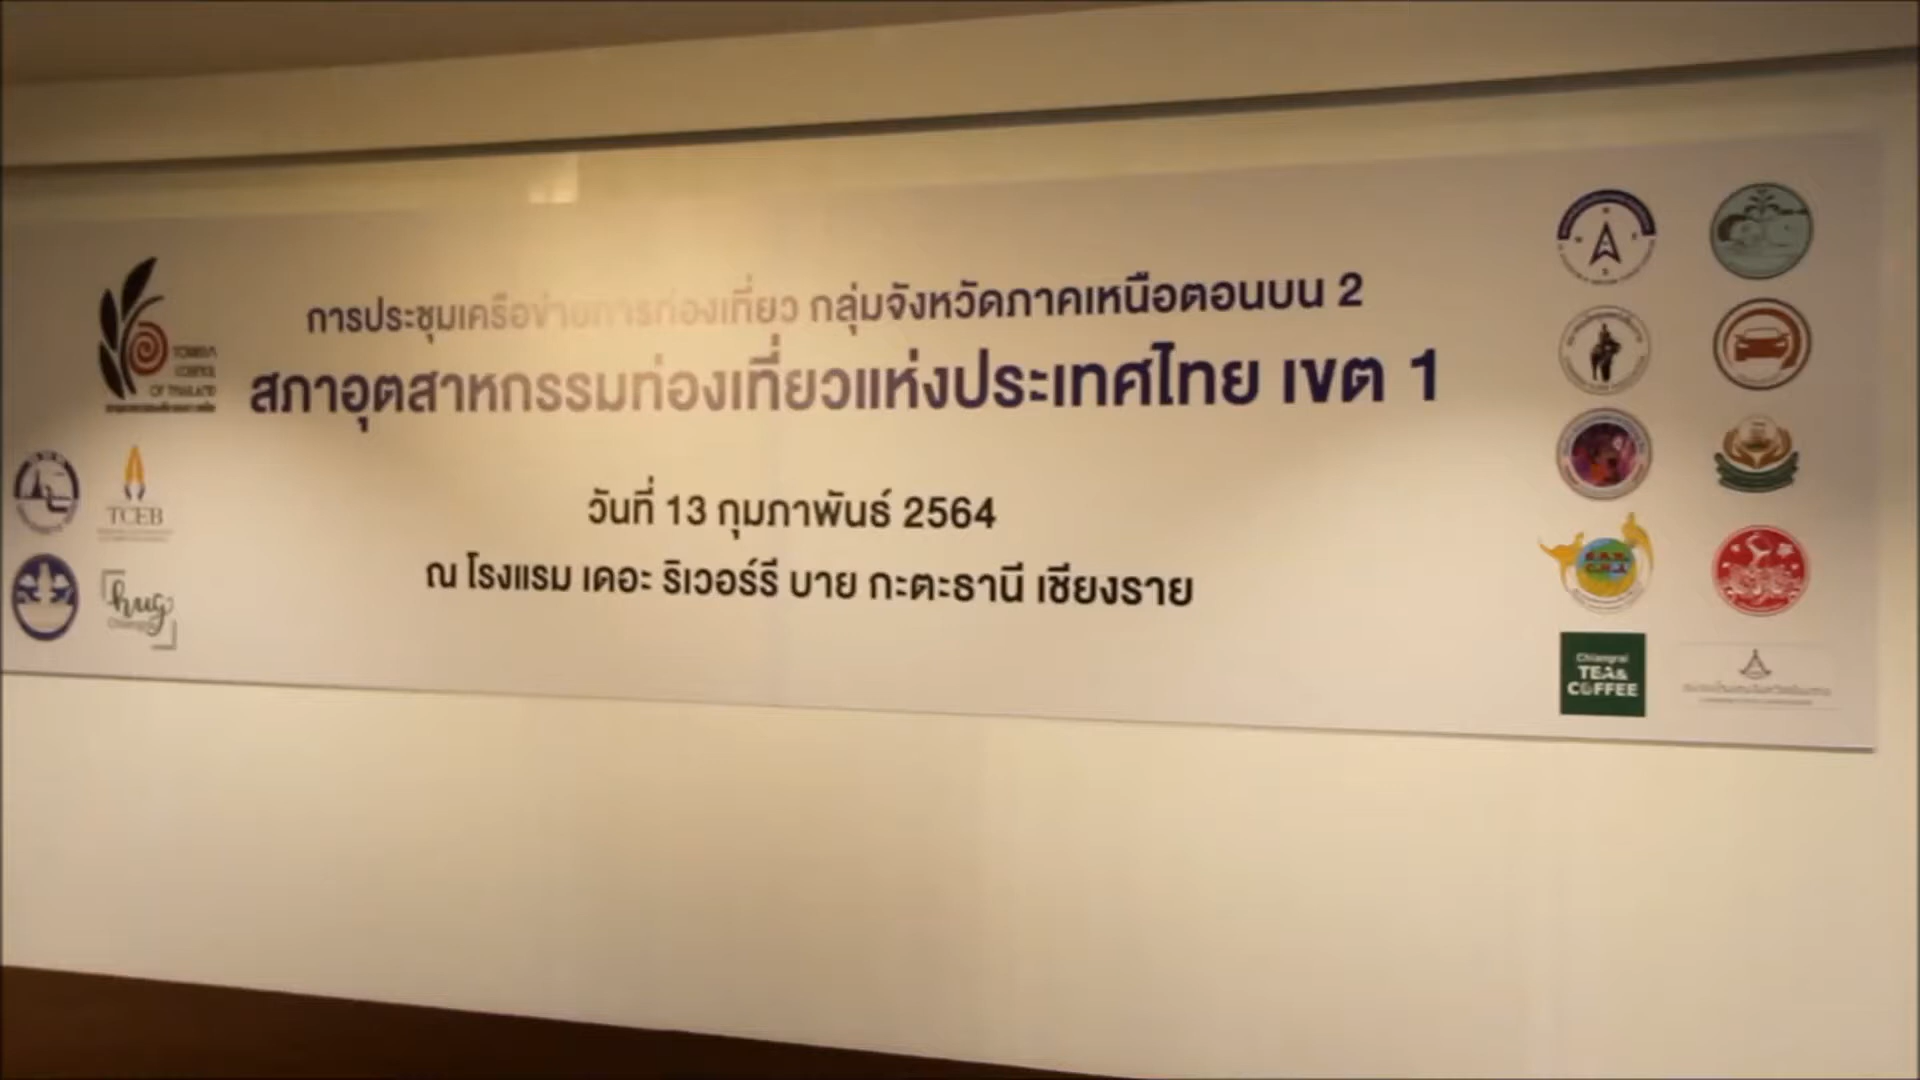 การประชุมเครือข่ายการท่องเที่ยว กลุ่มจังหวัดภาคเหนือตอนบน 2
สภาอุตสาหกรรมท่องเที่ยวแห่งประเทศไทย เขต 1
วันที่ 13 กุมภาพันธ์ 2564
ณ โรงแรม เดอะ ริเวอร์รี บาย กะตะธานี เชียงราย
TOURISM
COUNCIL
OF THAILAND
TCEB
hug
Chiangrai
Chiangrai
TEA&
COFFEE